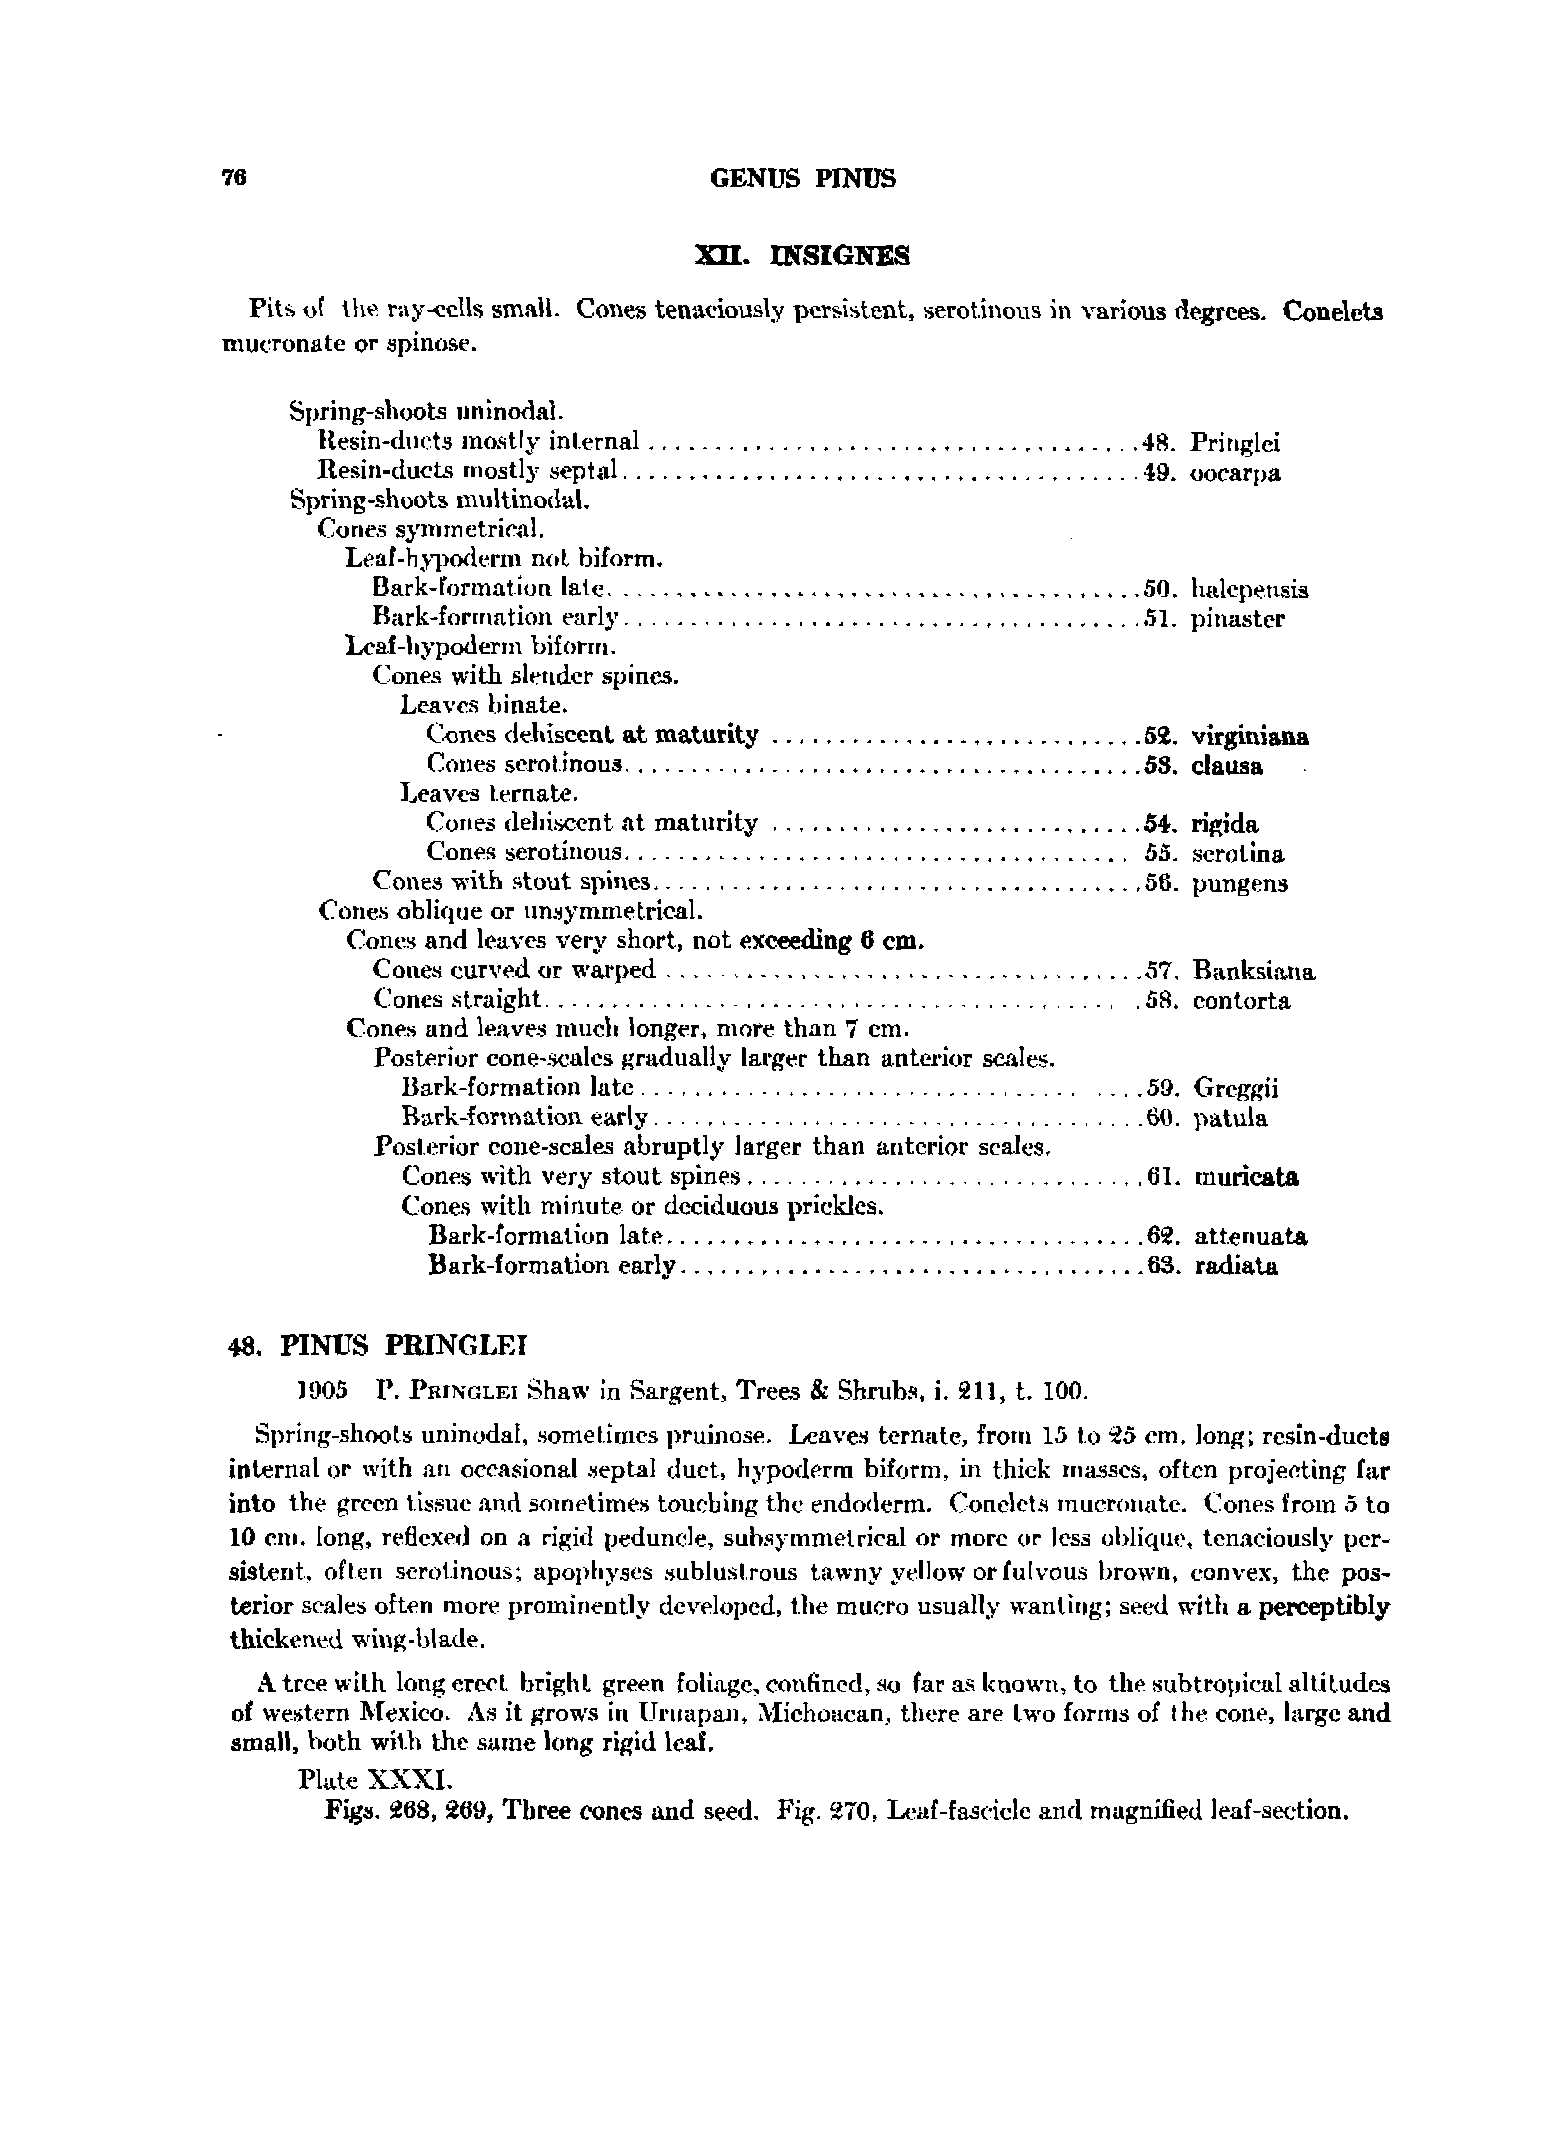 76 GENUS PINUS
XII. INSIGNES
Pits of the ray-cells small. Cones tenaciously persistent, serotinous in various degrees. Conelets
mucronate or spinose.
Spring-shoots uninodal.
Resin-ducts mostly internal ..................................... 48. Pringlei
Resin-ducts mostly septal ....................................... 49. oocarpa
Spring-shoots multinodal.
Cones symmetrical.
Leaf-hypoderm not biform.
Bark-formation late ........................................ 50. halepensis
Bark-formation early ....................................... 51. pinaster
Leaf-hypoderm biform.
Cones with slender spines.
Leaves binate.
Cones dehiscent at maturity ............................ 52. virginiana
Cones serotinous ....................................... 53. clausa
Leaves ternate.
Cones dehiscent at maturity ............................ 54. rigida
Cones serotinous ...................................... 55. serotina
Cones with stout spines ..................................... 56. pungens
Cones oblique or unsymmetrical.
Cones and leaves very short, not exceeding 6 cm.
Cones curved or warped .................................... 57. Banksiana
Cones straight ............................................. 58. contorta
Cones and leaves much longer, more than 7 cm.
Posterior cone-scales gradually larger than anterior scales.
Bark-formation late ...................................... 59. Greggii
Bark-formation early ..................................... 60. patula
Posterior cone-scales abruptly larger than anterior scales.
Cones with very stout spines .............................. 61. muricata
Cones with minute or deciduous prickles.
Bark-formation late .................................... 62. attenuata
Bark-formation early ................................... 63. radiata
48. PINUS PRINGLEI
1905 P. PRINGLEI Shaw in Sargent, Trees & Shrubs, i. 211, t. 100.
Spring-shoots uninodal, sometimes pruinose. Leaves ternate, from 15 to 25 cm. long; resin-ducts
internal or with an occasional septal duct, hypoderm biform, in thick masses, often projecting far
into the green tissue and sometimes touching the endoderm. Conelets mucronate. Cones from 5 to
10 cm. long, reflexed on a rigid peduncle, subsymmetrical or more or less oblique, tenaciously per-
sistent, often serotinous; apophyses sublustrous tawny yellow or fulvous brown, convex, the pos-
terior scales often more prominently developed, the mucro usually wanting; seed with a perceptibly
thickened wing-blade.
A tree with long erect bright green foliage, confined, so far as known, to the subtropical altitudes
of western Mexico. As it grows in Uruapan, Michoacan, there are two forms of the cone, large and
small, both with the same long rigid leaf.
Plate XXXI.
Figs. 268, 269, Three cones and seed. Fig. 270, Leaf-fascicle and magnified leaf-section.